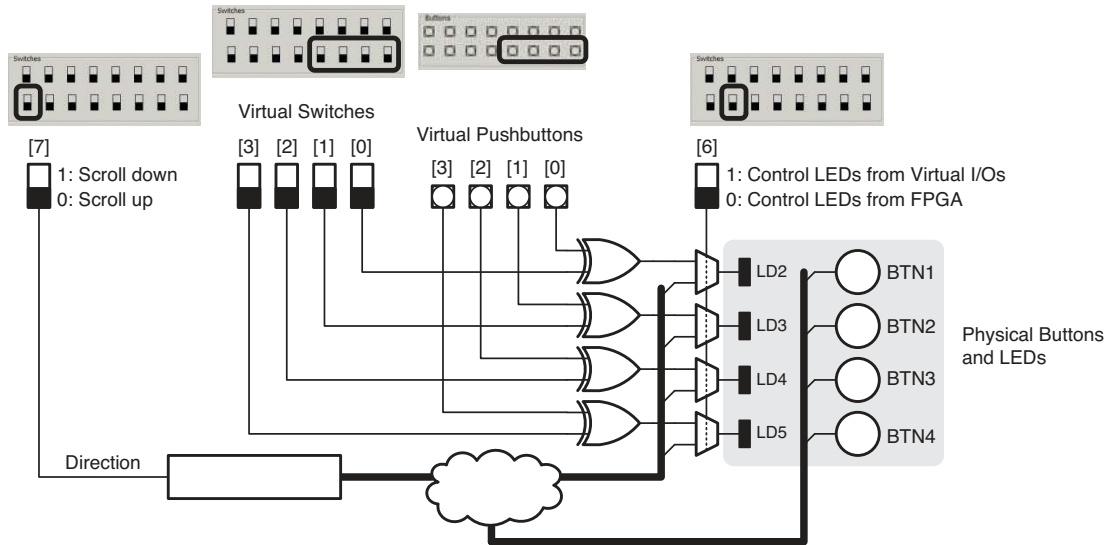 Switches
Buttons
Switches
Switches
Virtual Switches
Virtual Pushbuttons
[7]
1: Scroll down
0: Scroll up
[3] [2] [1] [0]
[3] [2] [1] [0]
[6]
1: Control LEDs from Virtual I/Os
0: Control LEDs from FPGA
LD2
BTN1
LD3
BTN2
LD4
BTN3
LD5
BTN4
Physical Buttons
and LEDs
Direction